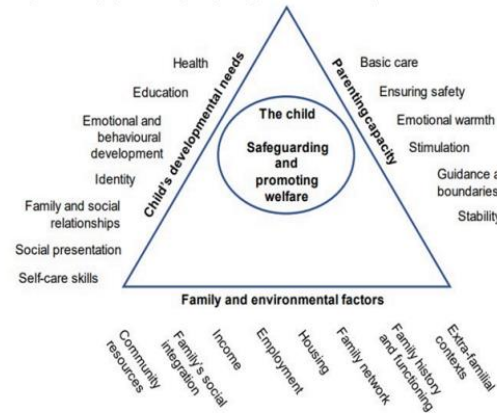 Health
Education
Emotional and
behavioural
development
Identity
Family and social
relationships
Social presentation
Self-care skills
Child's developmental needs
The child
Safeguarding
and
promoting
welfare
Parenting capacity
Basic care
Ensuring safety
Emotional warmth
Stimulation
Guidance a
boundaries
Stability
Family and environmental factors
Community
resources
Family's social
integration
Income
Employment
Housing
Family network
Family history
and functioning
Extra-familial
contexts